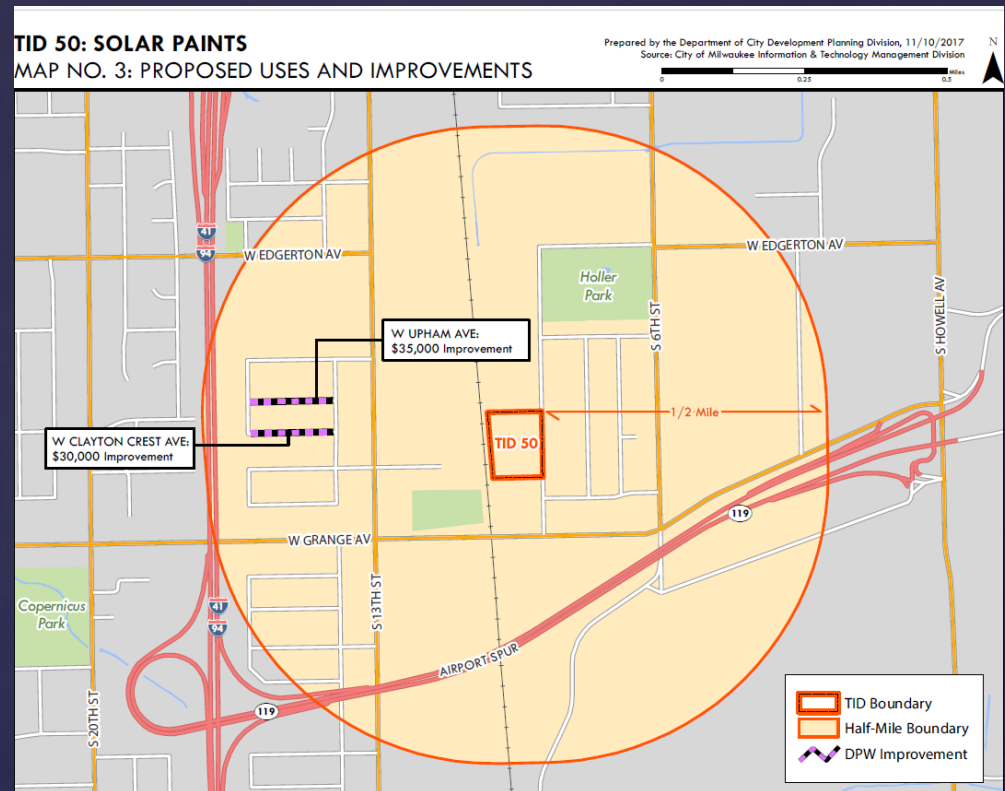 TID 50: SOLAR PAINTS
MAP NO. 3: PROPOSED USES AND IMPROVEMENTS
Prepared by the Department of City Development Planning Division, 11/10/2017
Source: City of Milwaukee Information & Technology Management Division
N
Miles
0
0.25
0.5
41
94
W EDGERTON AV
W EDGERTON AV
Holler
Park
S 6TH ST
S HOWELL AV
W UPHAM AVE:
$35,000 Improvement
W CLAYTON CREST AVE:
$30,000 Improvement
TID 50
1/2 Mile
119
W GRANGE AV
S 13TH ST
Copernicus
Park
41
94
AIRPORT SPUR
119
S 20TH ST
TID Boundary
Half-Mile Boundary
DPW Improvement